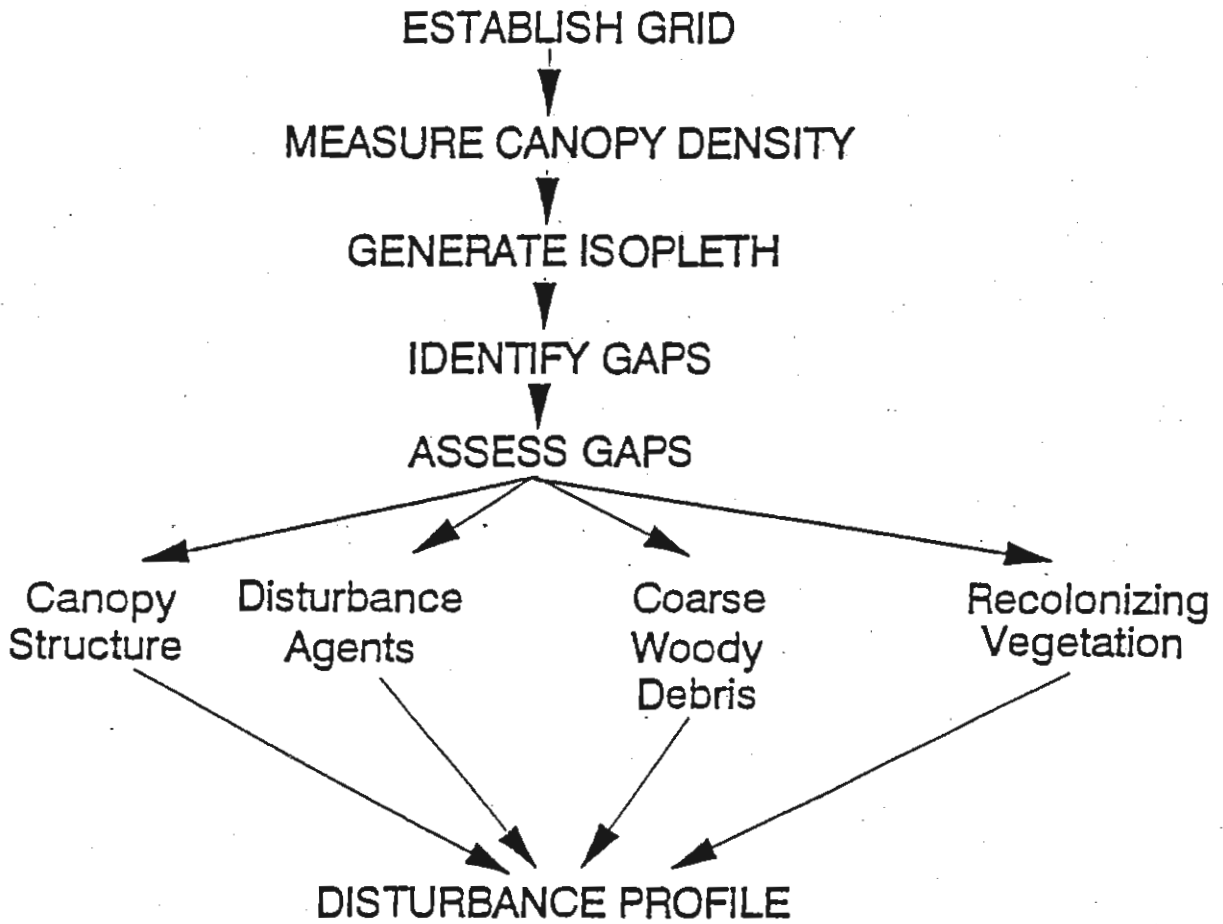 ESTABLISH GRID
MEASURE CANOPY DENSITY
GENERATE ISOPLETH
IDENTIFY GAPS
ASSESS GAPS
Canopy
Structure
Disturbance
Agents
Coarse
Woody
Debris
Recolonizing
Vegetation
DISTURBANCE PROFILE